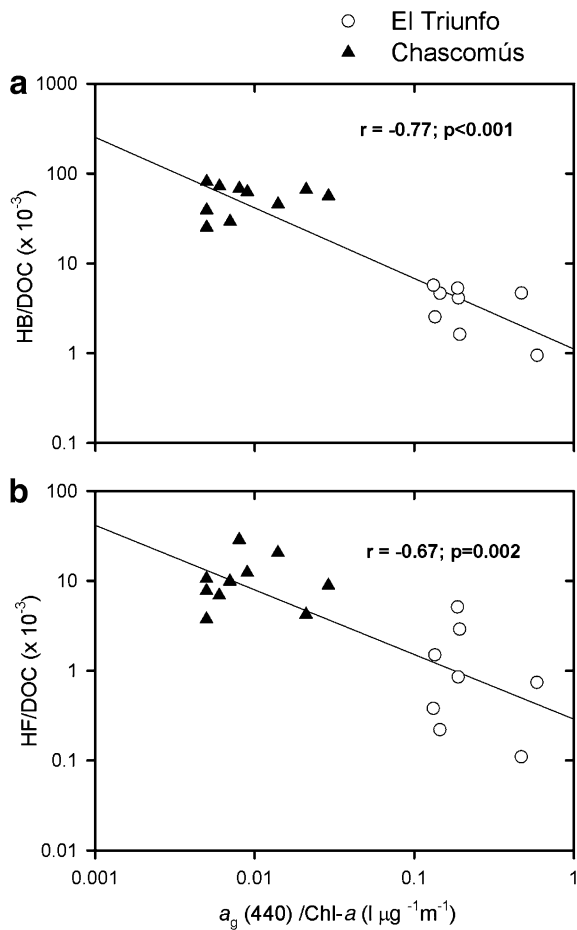 El Triunfo
Chascomús
a
1000
100
10
1
0.1
HB/DOC (x 10-3)
r = -0.77; p<0.001
b
100
10
1
0.1
0.01
HF/DOC (x 10-3)
r = -0.67; p=0.002
0.001 0.01 0.1 1
ag (440) /Chl-a (l µg -1m-1)